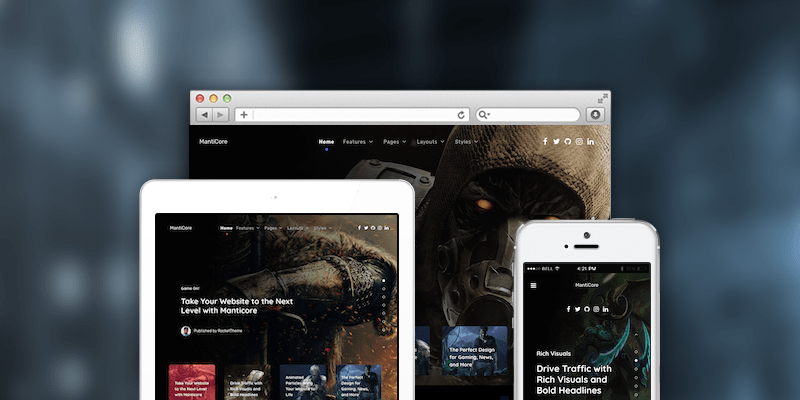 MantiCore
Home Features Pages Layouts Styles
The Perfect Design
for Gaming, News,
and More
MantiCore
Home Features Pages Layouts Styles
Game On!
Take Your Website to the Next
Level with Manticore
Published by RocketTheme
Take Your Website
to the Next Level
with Manticore
Drive Traffic with
Rich Visuals and
Bold Headlines
Animated
Particles Bring
Your Website to
Life
The Perfect
Design for
Gaming, News,
and More
BELL 4:21 PM
MantiCore
Rich Visuals
Drive Traffic with
Rich Visuals and
Bold Headlines